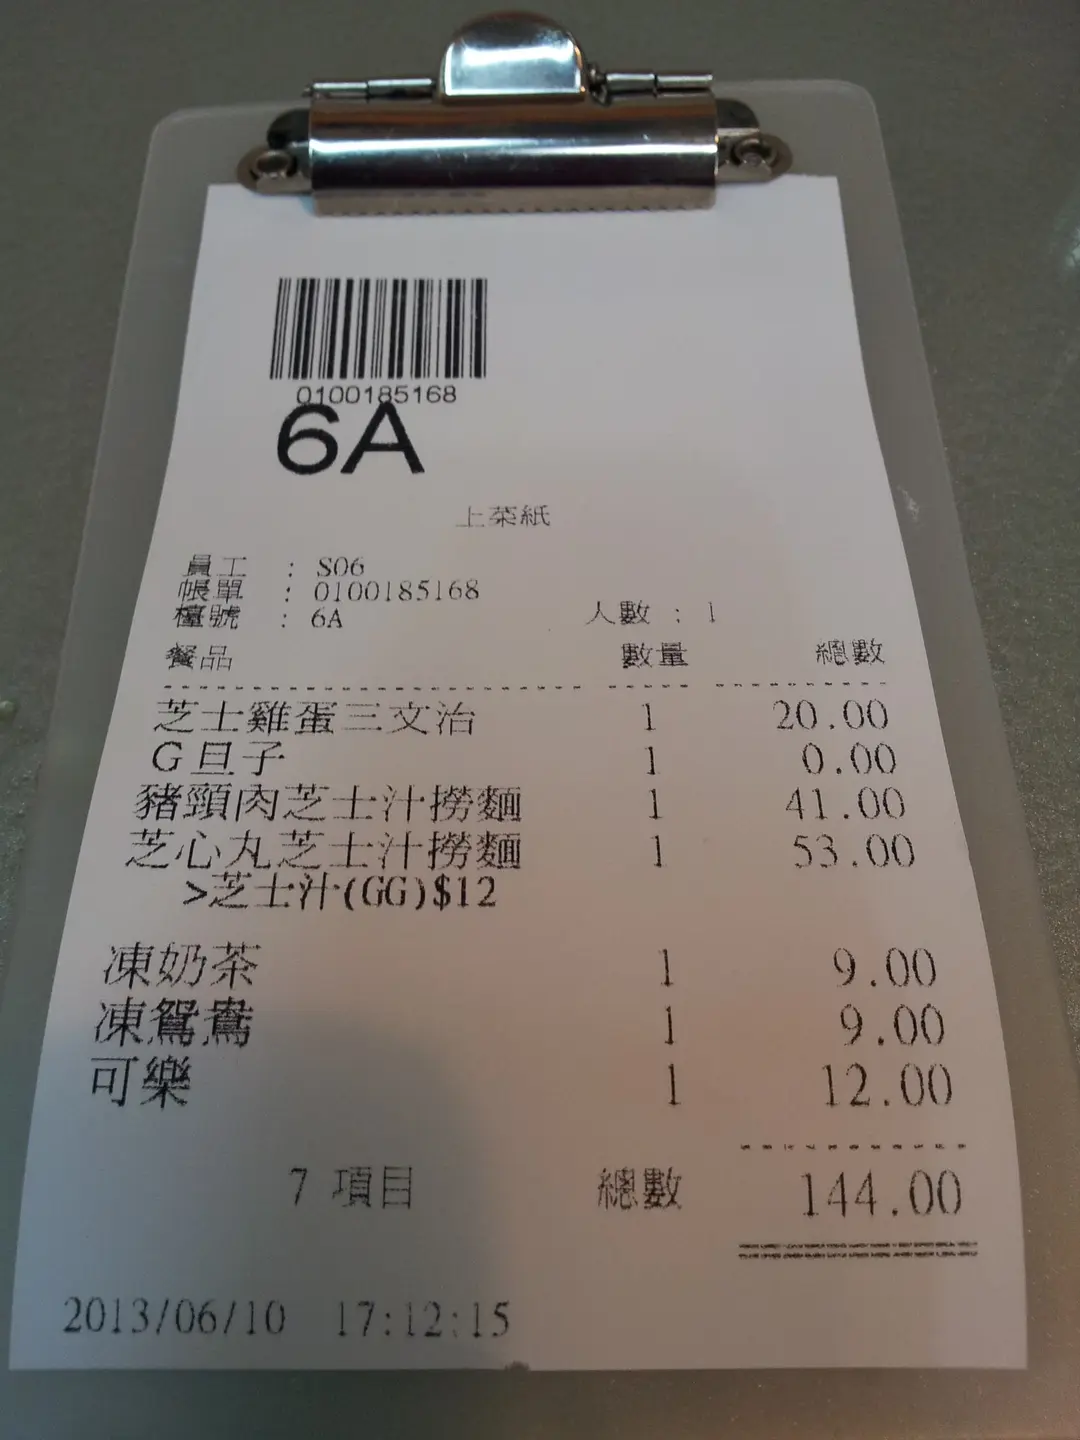 0100185168
6A
上菜紙
員工 : S06
帳單 : 0100185168
檯號 : 6A 人數 : 1
餐品 數量 總數
芝士雞蛋三文治 1 20.00
G旦子 1 0.00
豬頸肉芝士汁撈麵 1 41.00
芝心丸芝士汁撈麵 1 53.00
>芝士汁(GG)$12
凍奶茶 1 9.00
凍鴛鴦 1 9.00
可樂 1 12.00
7 項目 總數 144.00
2013/06/10 17:12:15